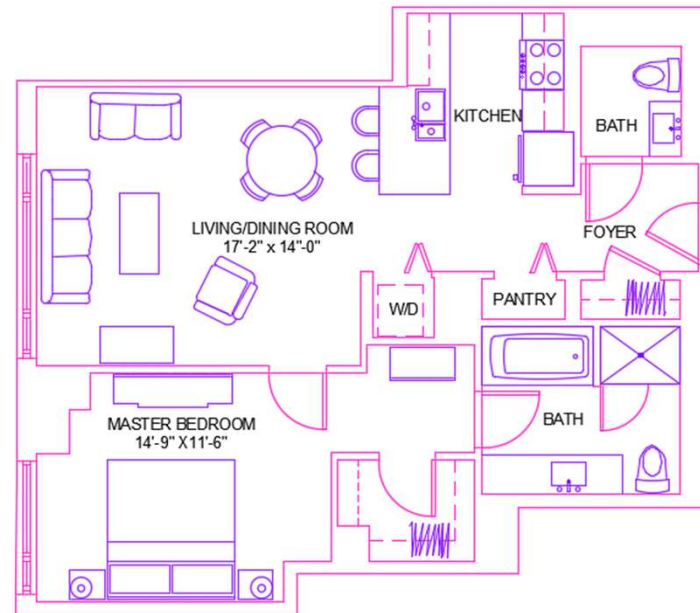 KITCHEN
BATH
LIVING/DINING ROOM
17'-2" x 14"-0"
FOYER
W/D
PANTRY
MASTER BEDROOM
14'-9" X11'-6"
BATH